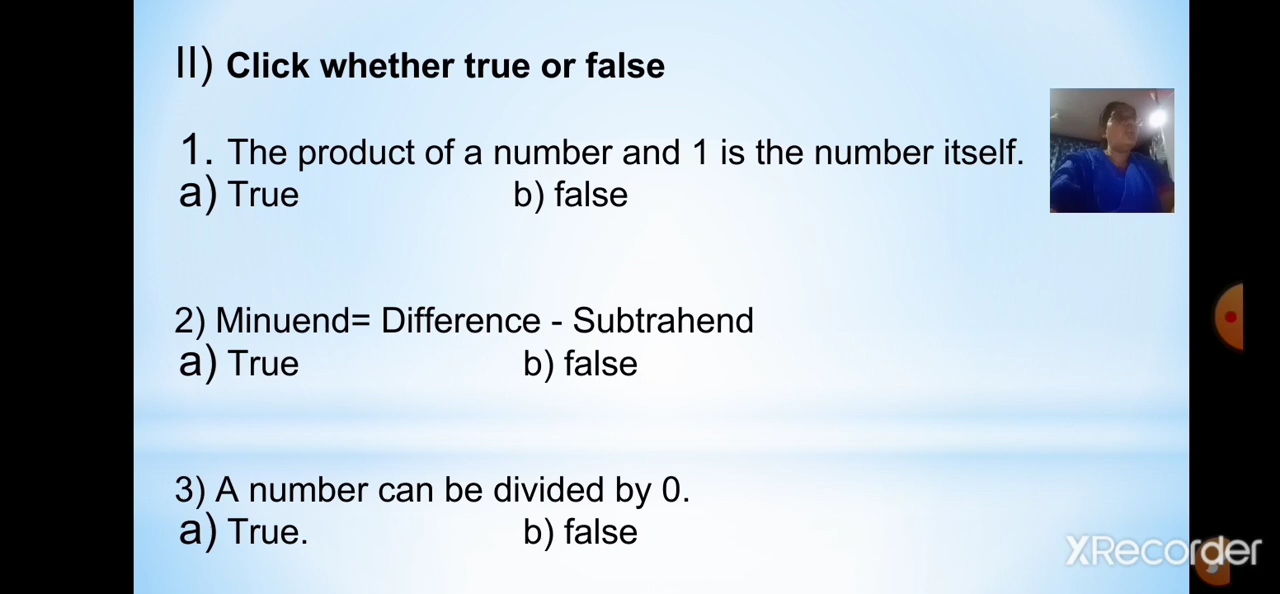 II) Click whether true or false
1. The product of a number and 1 is the number itself.
a) True b) false
2) Minuend= Difference - Subtrahend
a) True b) false
3) A number can be divided by 0.
a) True. b) false
XRecorder